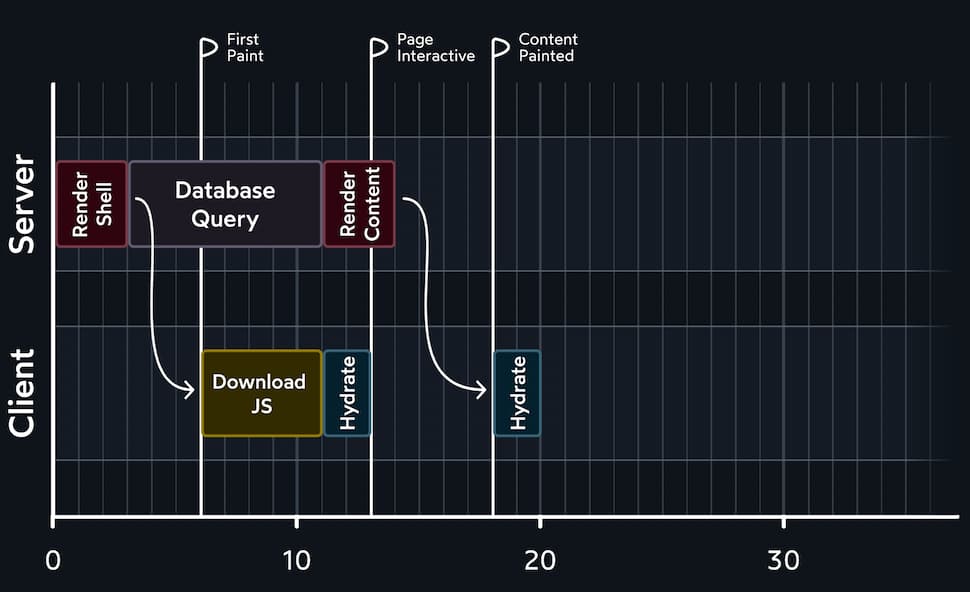 First
Paint
Page
Interactive
Content
Painted
Server
Render
Shell
Database
Query
Render
Content
Client
Download
JS
Hydrate
Hydrate
0
10
20
30